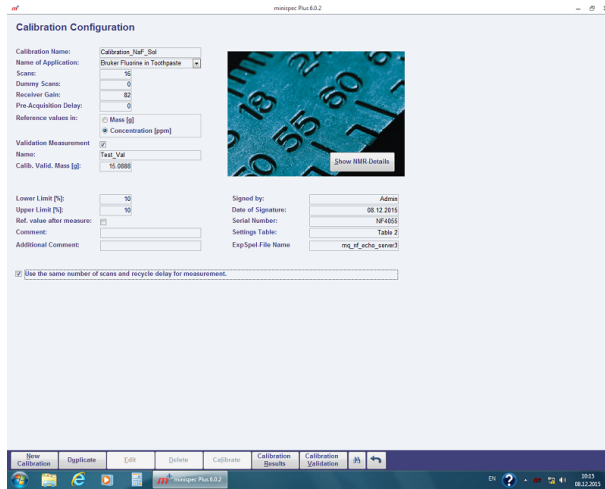 minispec Plus 6.0.2
Calibration Configuration
Calibration Name: Calibration_NaF_Sol
Name of Application: Bruker Fluorine in Toothpaste
Scans: 16
Dummy Scans: 0
Receiver Gain: 82
Pre-Acquisition Delay: 0
Reference values in: Mass [g]
Concentration [ppm]
Validation Measurement
Name: Test_Val
Calib. Valid. Mass [g]: 15.0888
18 24
55 50 60
Show NMR-Details
Lower Limit [%]: 10
Upper Limit [%]: 10
Ref. value after measure:
Comment:
Additional Comment:
Signed by: Admin
Date of Signature: 08.12.2015
Serial Number: NF4055
Settings Table: Table 2
ExpSpel-File Name mq_nf_echo_server3
Use the same number of scans and recycle delay for measurement.
New Calibration Duplicate Edit Delete Calibrate Calibration Results Calibration Validation
minispec Plus 6.0.2 EN 10:15
08.12.2015